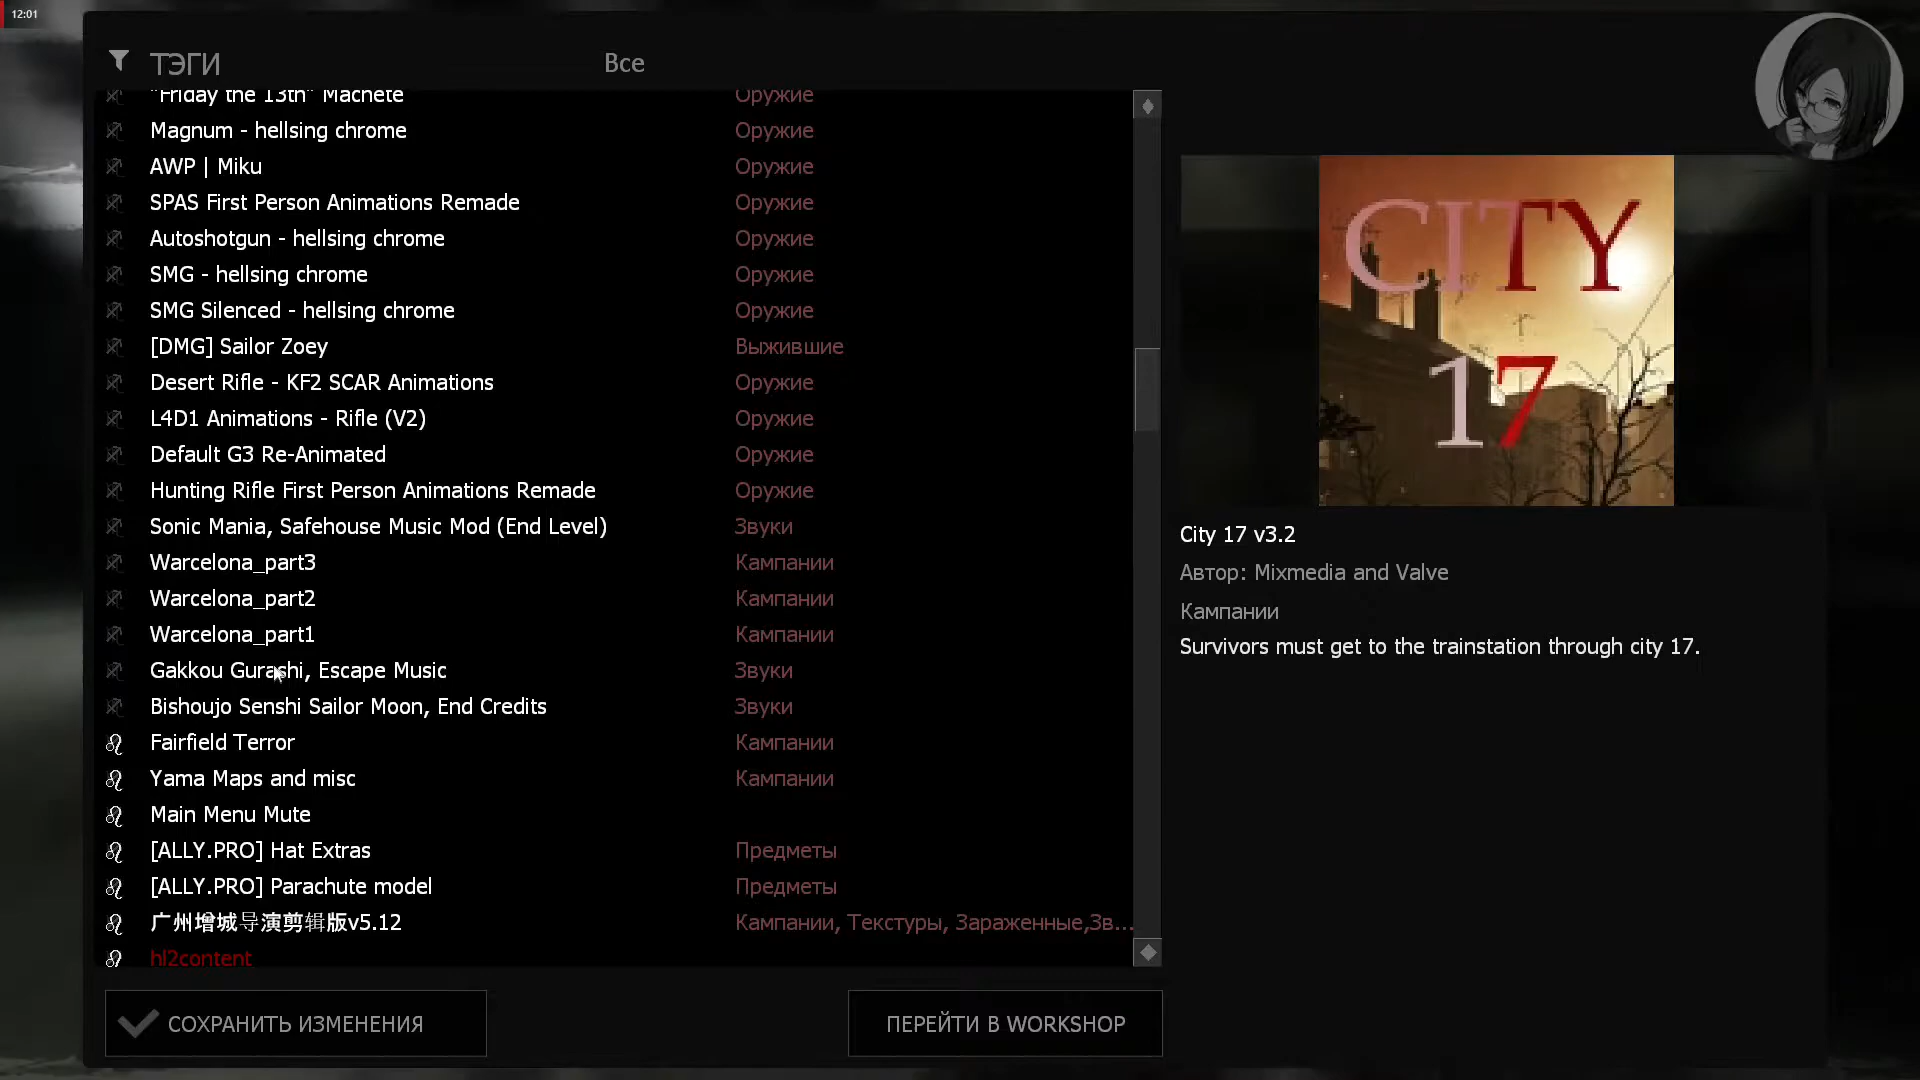 12:01
ТЭГИ Все
"Friday the 13th" Machete Оружие
Magnum - hellsing chrome Оружие
AWP | Miku Оружие
SPAS First Person Animations Remade Оружие
Autoshotgun - hellsing chrome Оружие
SMG - hellsing chrome Оружие
SMG Silenced - hellsing chrome Оружие
[DMG] Sailor Zoey Выжившие
Desert Rifle - KF2 SCAR Animations Оружие
L4D1 Animations - Rifle (V2) Оружие
Default G3 Re-Animated Оружие
Hunting Rifle First Person Animations Remade Оружие
Sonic Mania, Safehouse Music Mod (End Level) Звуки
Warcelona_part3 Кампании
Warcelona_part2 Кампании
Warcelona_part1 Кампании
Gakkou Gurashi, Escape Music Звуки
Bishoujo Senshi Sailor Moon, End Credits Звуки
Fairfield Terror Кампании
Yama Maps and misc Кампании
Main Menu Mute
[ALLY.PRO] Hat Extras Предметы
[ALLY.PRO] Parachute model Предметы
广州增城导演剪辑版v5.12 Кампании, Текстуры, Зараженные,Зв...
hl2content
СОХРАНИТЬ ИЗМЕНЕНИЯ
ПЕРЕЙТИ В WORKSHOP
CITY
17
City 17 v3.2
Автор: Mixmedia and Valve
Кампании
Survivors must get to the trainstation through city 17.